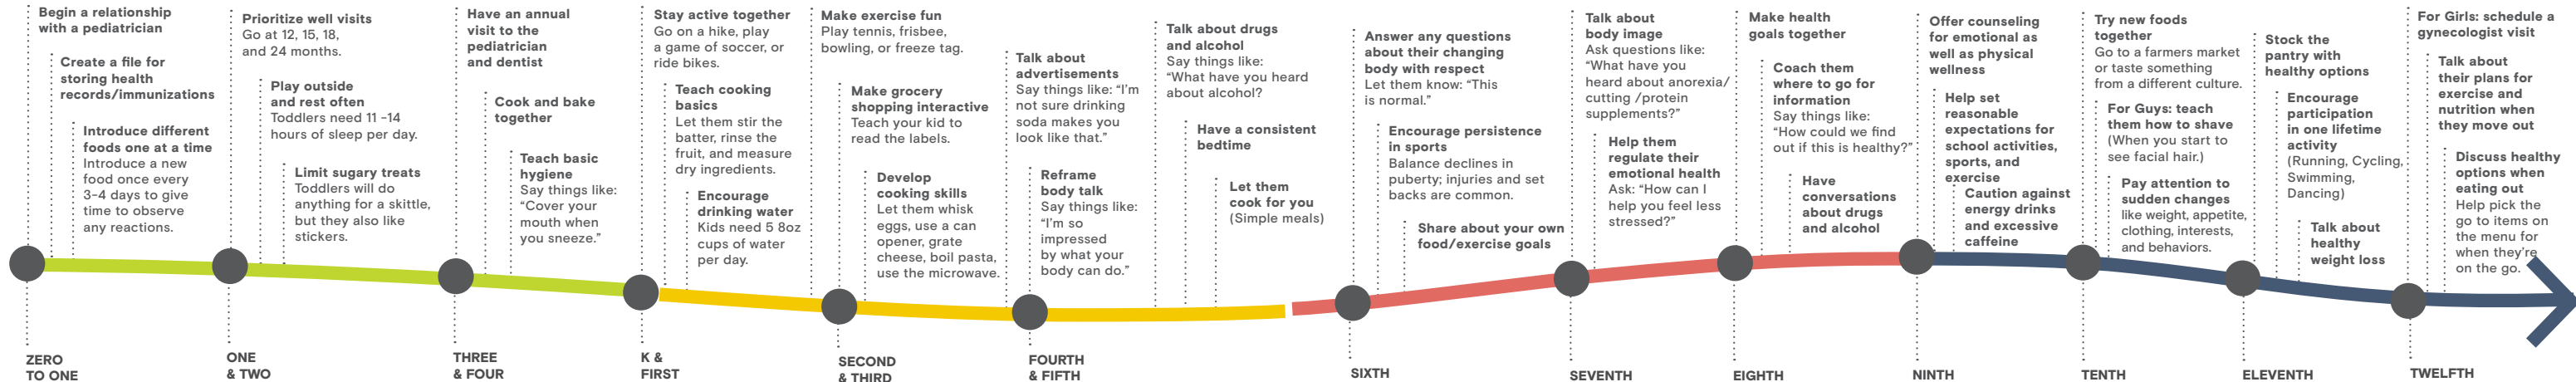 Begin a relationship
with a pediatrician
Create a file for
storing health
records/immunizations
Introduce different
foods one at a time
Introduce a new
food once every
3-4 days to give
time to observe
any reactions.
ZERO
TO ONE
Prioritize well visits
Go at 12, 15, 18,
and 24 months.
Play outside
and rest often
Toddlers need 11 -14
hours of sleep per day.
Limit sugary treats
Toddlers will do
anything for a skittle,
but they also like
stickers.
ONE
& TWO
Have an annual
visit to the
pediatrician
and dentist
Cook and bake
together
Teach basic
hygiene
Say things like:
“Cover your
mouth when
you sneeze.”
THREE
& FOUR
Stay active together
Go on a hike, play
a game of soccer, or
ride bikes.
Teach cooking
basics
Let them stir the
batter, rinse the
fruit, and measure
dry ingredients.
Encourage
drinking water
Kids need 5 8oz
cups of water
per day.
K &
FIRST
Make exercise fun
Play tennis, frisbee,
bowling, or freeze tag.
Make grocery
shopping interactive
Teach your kid to
read the labels.
Develop
cooking skills
Let them whisk
eggs, use a can
opener, grate
cheese, boil pasta,
use the microwave.
SECOND
& THIRD
Talk about
advertisements
Say things like: “I’m
not sure drinking
soda makes you
look like that.”
Reframe
body talk
Say things like:
“I’m so
impressed
by what your
body can do.”
FOURTH
& FIFTH
Talk about drugs
and alcohol
Say things like:
“What have you heard
about alcohol?
Have a consistent
bedtime
Let them
cook for you
(Simple meals)
Answer any questions
about their changing
body with respect
Let them know: “This
is normal.”
Encourage persistence
in sports
Balance declines in
puberty; injuries and set
backs are common.
Share about your own
food/exercise goals
SIXTH
Talk about
body image
Ask questions like:
“What have you
heard about anorexia/
cutting /protein
supplements?”
Help them
regulate their
emotional health
Ask: “How can I
help you feel less
stressed?”
SEVENTH
Make health
goals together
Coach them
where to go for
information
Say things like:
“How could we find
out if this is healthy?”
Have
conversations
about drugs
and alcohol
EIGHTH
Offer counseling
for emotional as
well as physical
wellness
Help set
reasonable
expectations for
school activities,
sports, and
exercise
Caution against
energy drinks
and excessive
caffeine
NINTH
Try new foods
together
Go to a farmers market
or taste something
from a different culture.
For Guys: teach
them how to shave
(When you start to
see facial hair.)
Pay attention to
sudden changes
like weight, appetite,
clothing, interests,
and behaviors.
TENTH
Stock the
pantry with
healthy options
Encourage
participation
in one lifetime
activity
(Running, Cycling,
Swimming,
Dancing)
Talk about
healthy
weight loss
ELEVENTH
For Girls: schedule a
gynecologist visit
Talk about
their plans for
exercise and
nutrition when
they move out
Discuss healthy
options when
eating out
Help pick the
go to items on
the menu for
when they’re
on the go.
TWELFTH